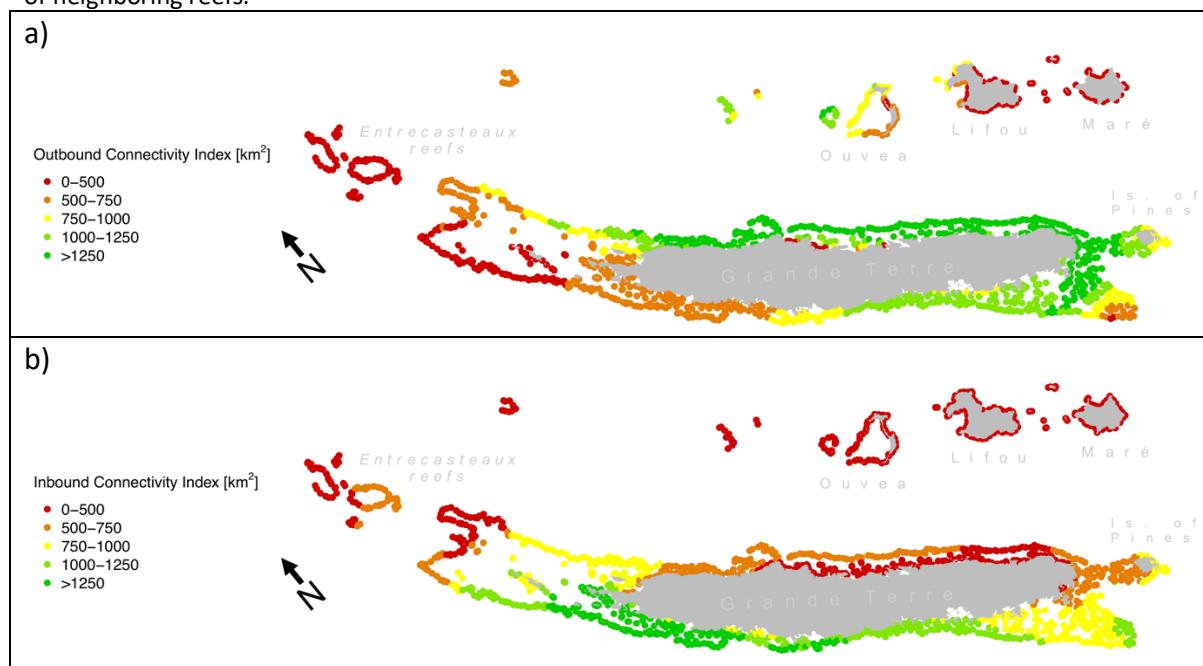 of neighboring reefs.
a)
Entrecasteaux
reefs
Outbound Connectivity Index [km²]
0–500
500–750
750–1000
1000–1250
>1250
N
Ouvea
Lifou
Maré
Is. of
Pines
Grande Terre
b)
Entrecasteaux
reefs
Inbound Connectivity Index [km²]
0–500
500–750
750–1000
1000–1250
>1250
N
Ouvea
Lifou
Maré
Is. of
Pines
Grande Terre